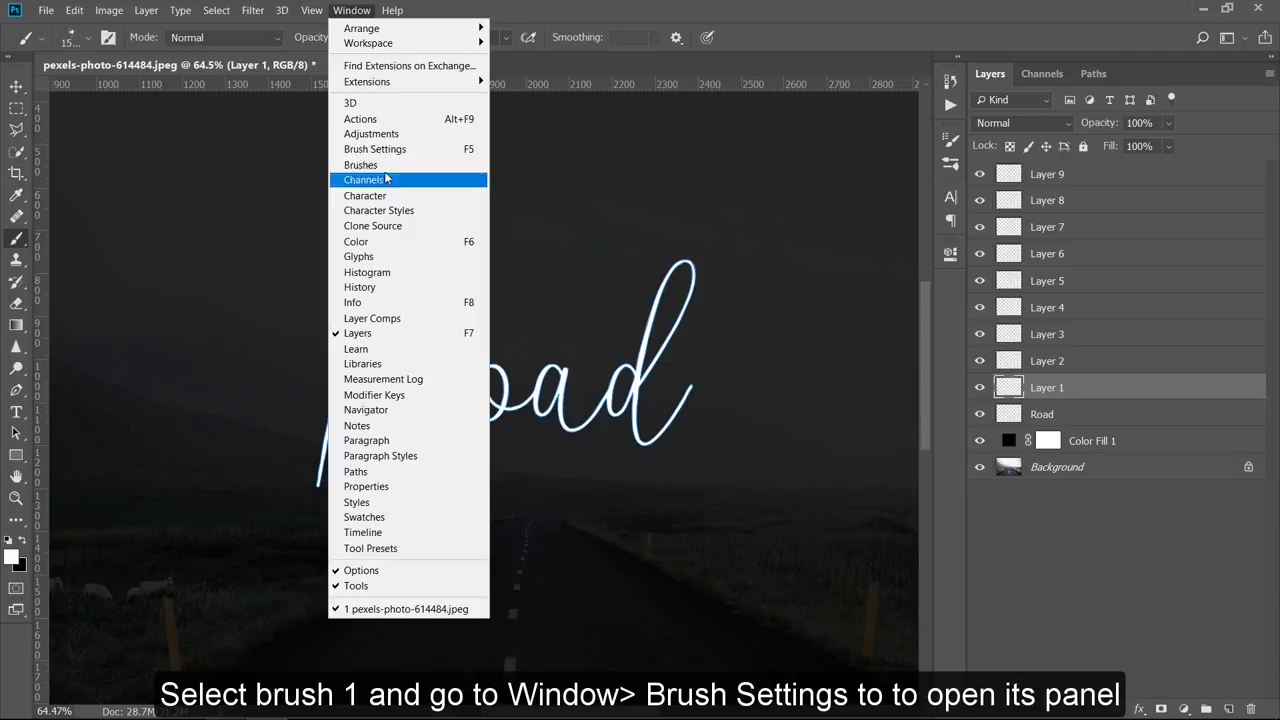 Ps File Edit Image Layer Type Select Filter 3D View Window Help
15... Mode: Normal Opacity Smoothing:
pexels-photo-614484.jpeg @ 64.5% (Layer 1, RGB/8) *
900 1000 1100 1200 1300 1400 2000 2100 2200 2300 2400 2500 2600 2700 2800
Arrange
Workspace
Find Extensions on Exchange...
Extensions
3D
Actions Alt+F9
Adjustments
Brush Settings F5
Brushes
Channels
Character
Character Styles
Clone Source
Color F6
Glyphs
Histogram
History
Info F8
Layer Comps
Layers F7
Learn
Libraries
Measurement Log
Modifier Keys
Navigator
Notes
Paragraph
Paragraph Styles
Paths
Properties
Styles
Swatches
Timeline
Tool Presets
Options
Tools
1 pexels-photo-614484.jpeg
oad
Layers Channels Paths
Kind
Normal Opacity: 100%
Lock: Fill: 100%
Layer 9
Layer 8
Layer 7
Layer 6
Layer 5
Layer 4
Layer 3
Layer 2
Layer 1
Road
Color Fill 1
Background
Select brush 1 and go to Window> Brush Settings to to open its panel
64.47% Doc: 28.7M
fx